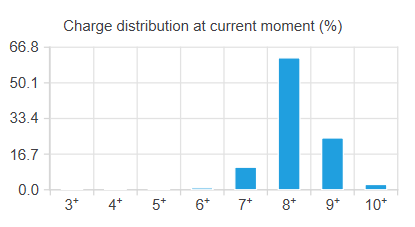 Charge distribution at current moment (%)
66.8
50.1
33.4
16.7
0.0
3⁺ 4⁺ 5⁺ 6⁺ 7⁺ 8⁺ 9⁺ 10⁺